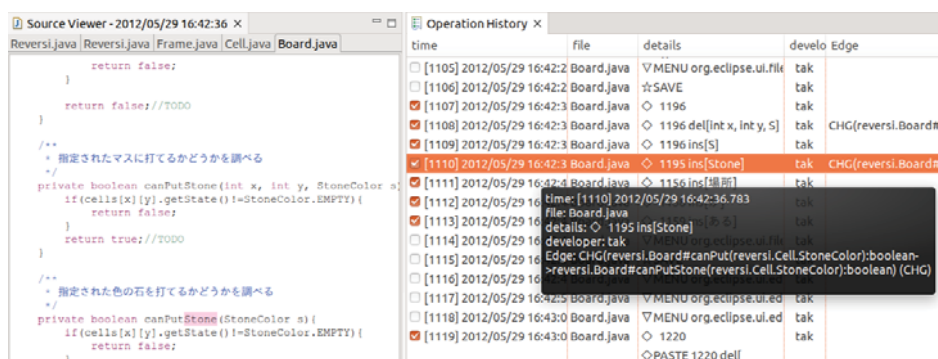 Source Viewer - 2012/05/29 16:42:36
Reversi.java Reversi.java Frame.java Cell.java Board.java
return false;
}
return false;//TODO
}
/**
* 指定されたマスに打てるかどうかを調べる
*/
private boolean canPutStone(int x, int y, StoneColor s)
if(cells[x][y].getState()!=StoneColor.EMPTY){
return false;
}
return true;//TODO
}
/**
* 指定された色の石を打てるかどうかを調べる
*/
private boolean canPutStone(StoneColor s){
if(cells[x][y].getState()!=StoneColor.EMPTY){
return false;
}
Operation History
time file details develo Edge
[1105] 2012/05/29 16:42:2 Board.java ▽MENU org.eclipse.ui.file tak
[1106] 2012/05/29 16:42:2 Board.java ☆SAVE tak
[1107] 2012/05/29 16:42:3 Board.java ◇ 1196 tak
[1108] 2012/05/29 16:42:3 Board.java ◇ 1196 del[int x, int y, S] tak CHG(reversi.Board#
[1109] 2012/05/29 16:42:3 Board.java ◇ 1196 ins[S] tak
[1110] 2012/05/29 16:42:3 Board.java ◇ 1195 ins[Stone] tak CHG(reversi.Board#
[1111] 2012/05/29 16:42:4 Board.java ◇ 1156 ins[場所] tak
[1112] 2012/05/29 16
[1113] 2012/05/29 16 ins[ある] tak
[1114] 2012/05/29 16
[1115] 2012/05/29 16
[1116] 2012/05/29 16
[1117] 2012/05/29 16:42:5 Board.java ▽MENU org.eclipse.ui.ed tak
[1118] 2012/05/29 16:43:0 Board.java ▽MENU org.eclipse.ui.ed tak
[1119] 2012/05/29 16:43:0 Board.java ◇ 1220 tak
◇PASTE 1220 del[
time: [1110] 2012/05/29 16:42:36.783
file: Board.java
details: ◇ 1195 ins[Stone]
developer: tak
Edge: CHG(reversi.Board#canPut(reversi.Cell.StoneColor):boolean-
>reversi.Board#canPutStone(reversi.Cell.StoneColor):boolean) (CHG)